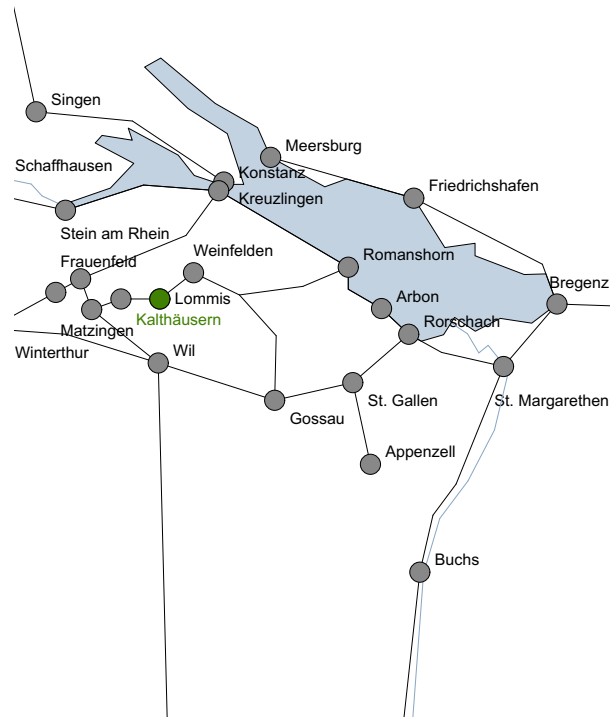 Singen
Meersburg
Schaffhausen
Konstanz
Friedrichshafen
Kreuzlingen
Stein am Rhein
Weinfelden
Romanshorn
Frauenfeld
Bregenz
Lommis
Arbon
Kalthäusern
Matzingen
Rorschach
Winterthur
Wil
St. Gallen
St. Margarethen
Gossau
Appenzell
Buchs